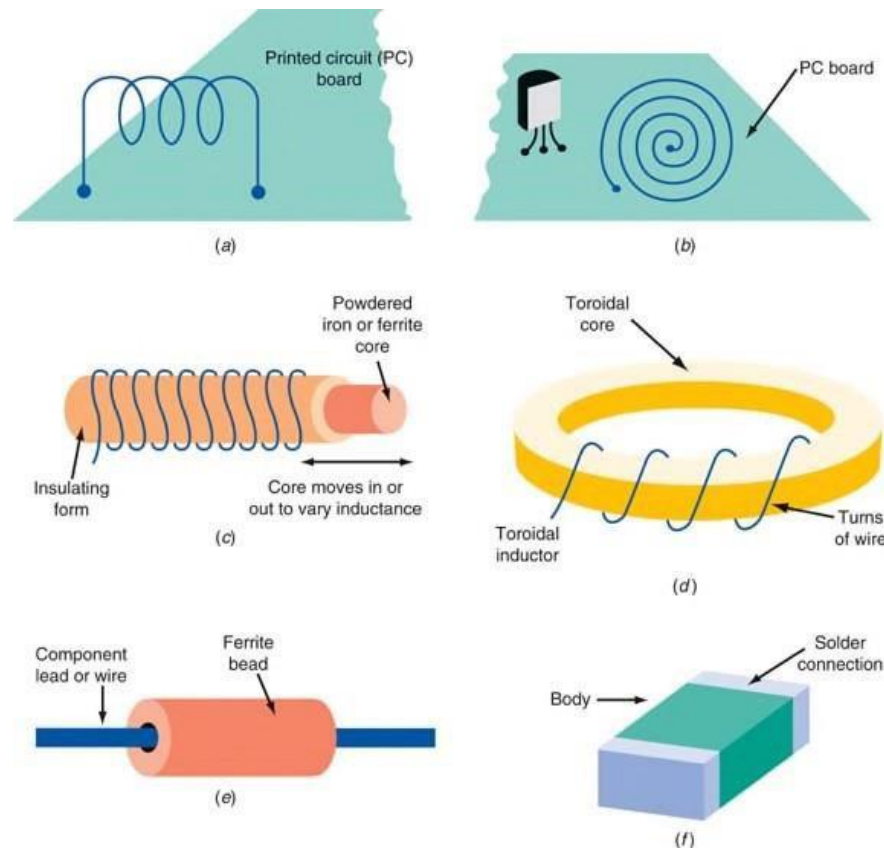 Printed circuit (PC)
board
PC board
(a)
(b)
Powdered
iron or ferrite
core
Insulating
form
Core moves in or
out to vary inductance
(c)
Toroidal
core
Toroidal
inductor
Turns
of wire
(d)
Component
lead or wire
Ferrite
bead
(e)
Solder
connection
Body
(f)